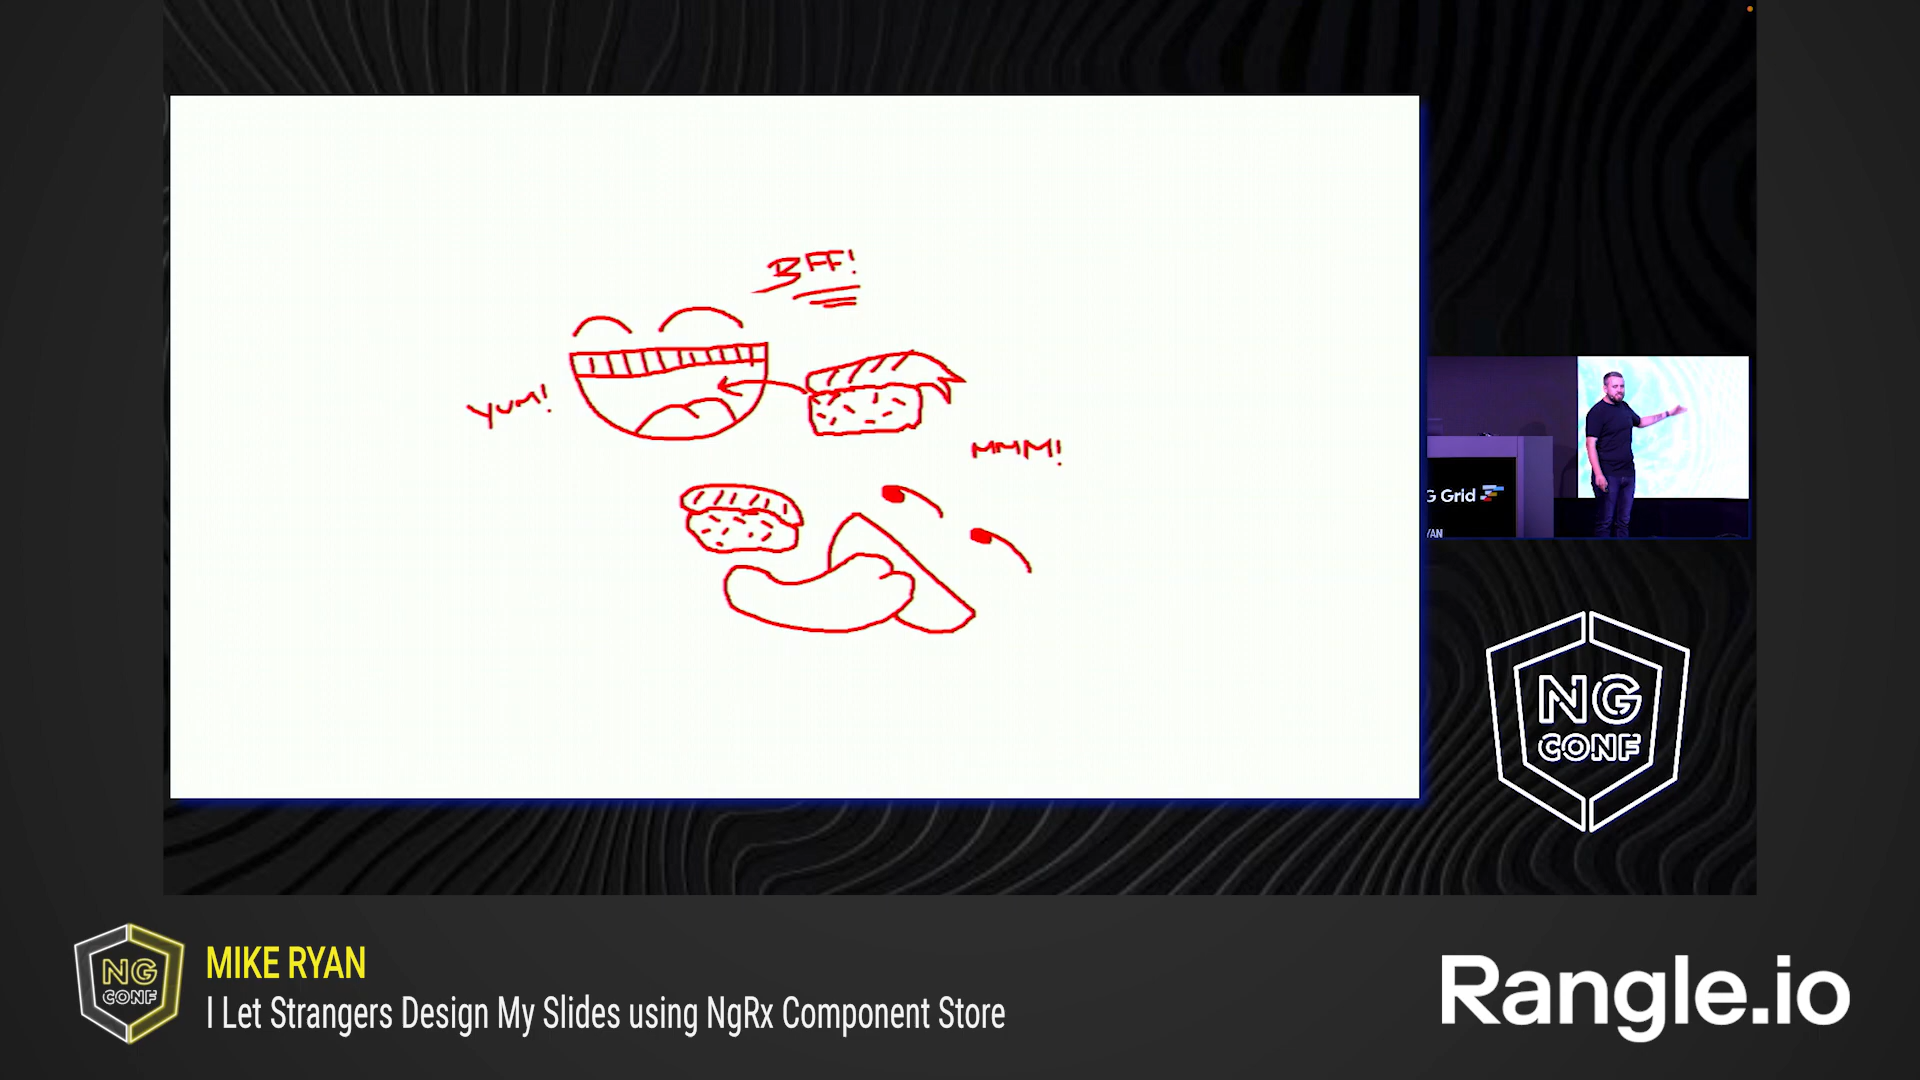 BFF!
YUM!
MMM!
G Grid
YAN
NG
CONF
NG
CONF
MIKE RYAN
I Let Strangers Design My Slides using NgRx Component Store
Rangle.io